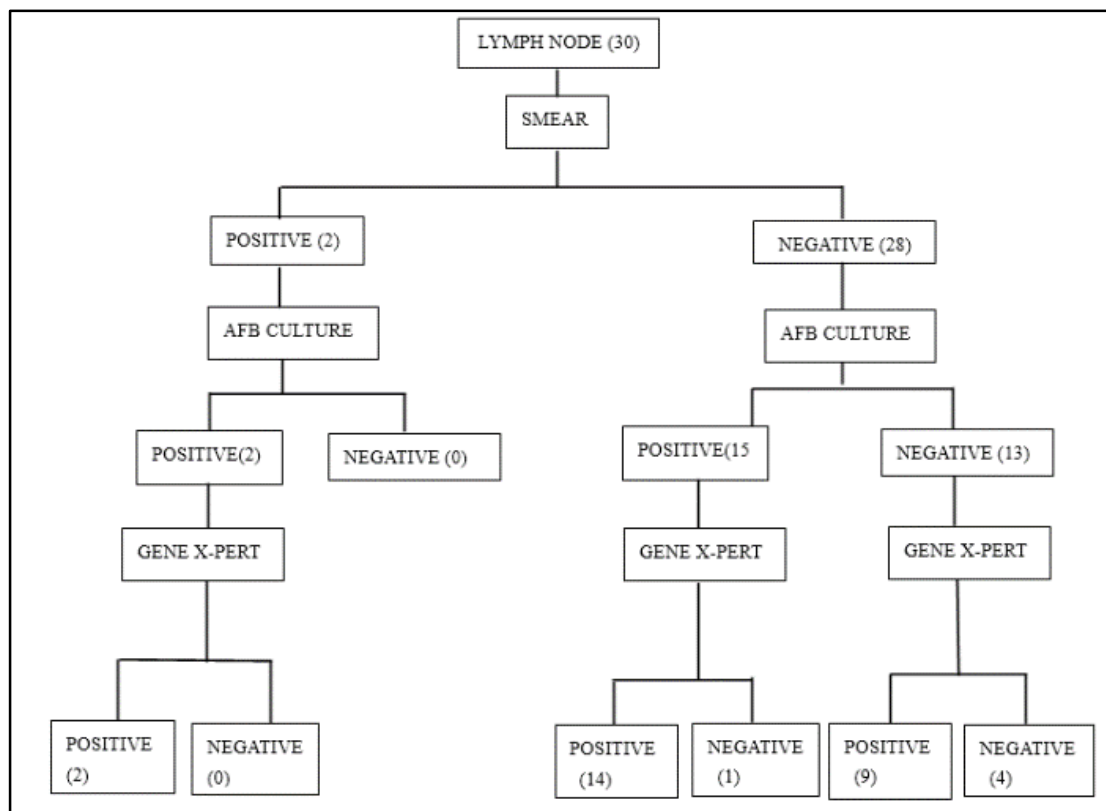 LYMPH NODE (30)
SMEAR
POSITIVE (2)
NEGATIVE (28)
AFB CULTURE
AFB CULTURE
POSITIVE(2)
NEGATIVE (0)
POSITIVE(15
NEGATIVE (13)
GENE X-PERT
GENE X-PERT
GENE X-PERT
POSITIVE
(2)
NEGATIVE
(0)
POSITIVE
(14)
NEGATIVE
(1)
POSITIVE
(9)
NEGATIVE
(4)